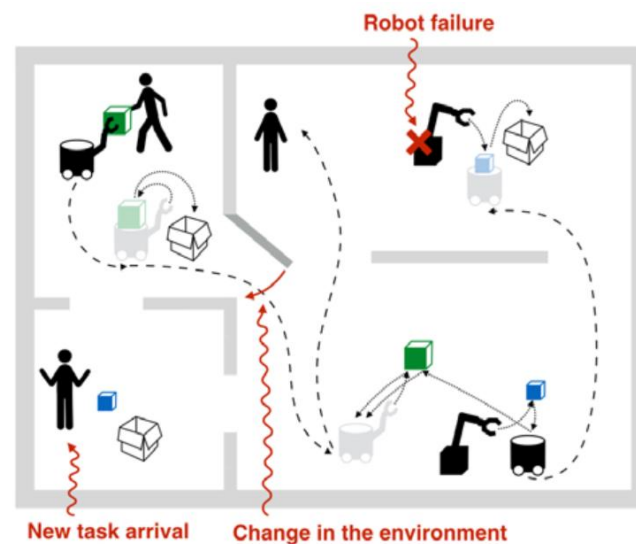 Robot failure
New task arrival
Change in the environment